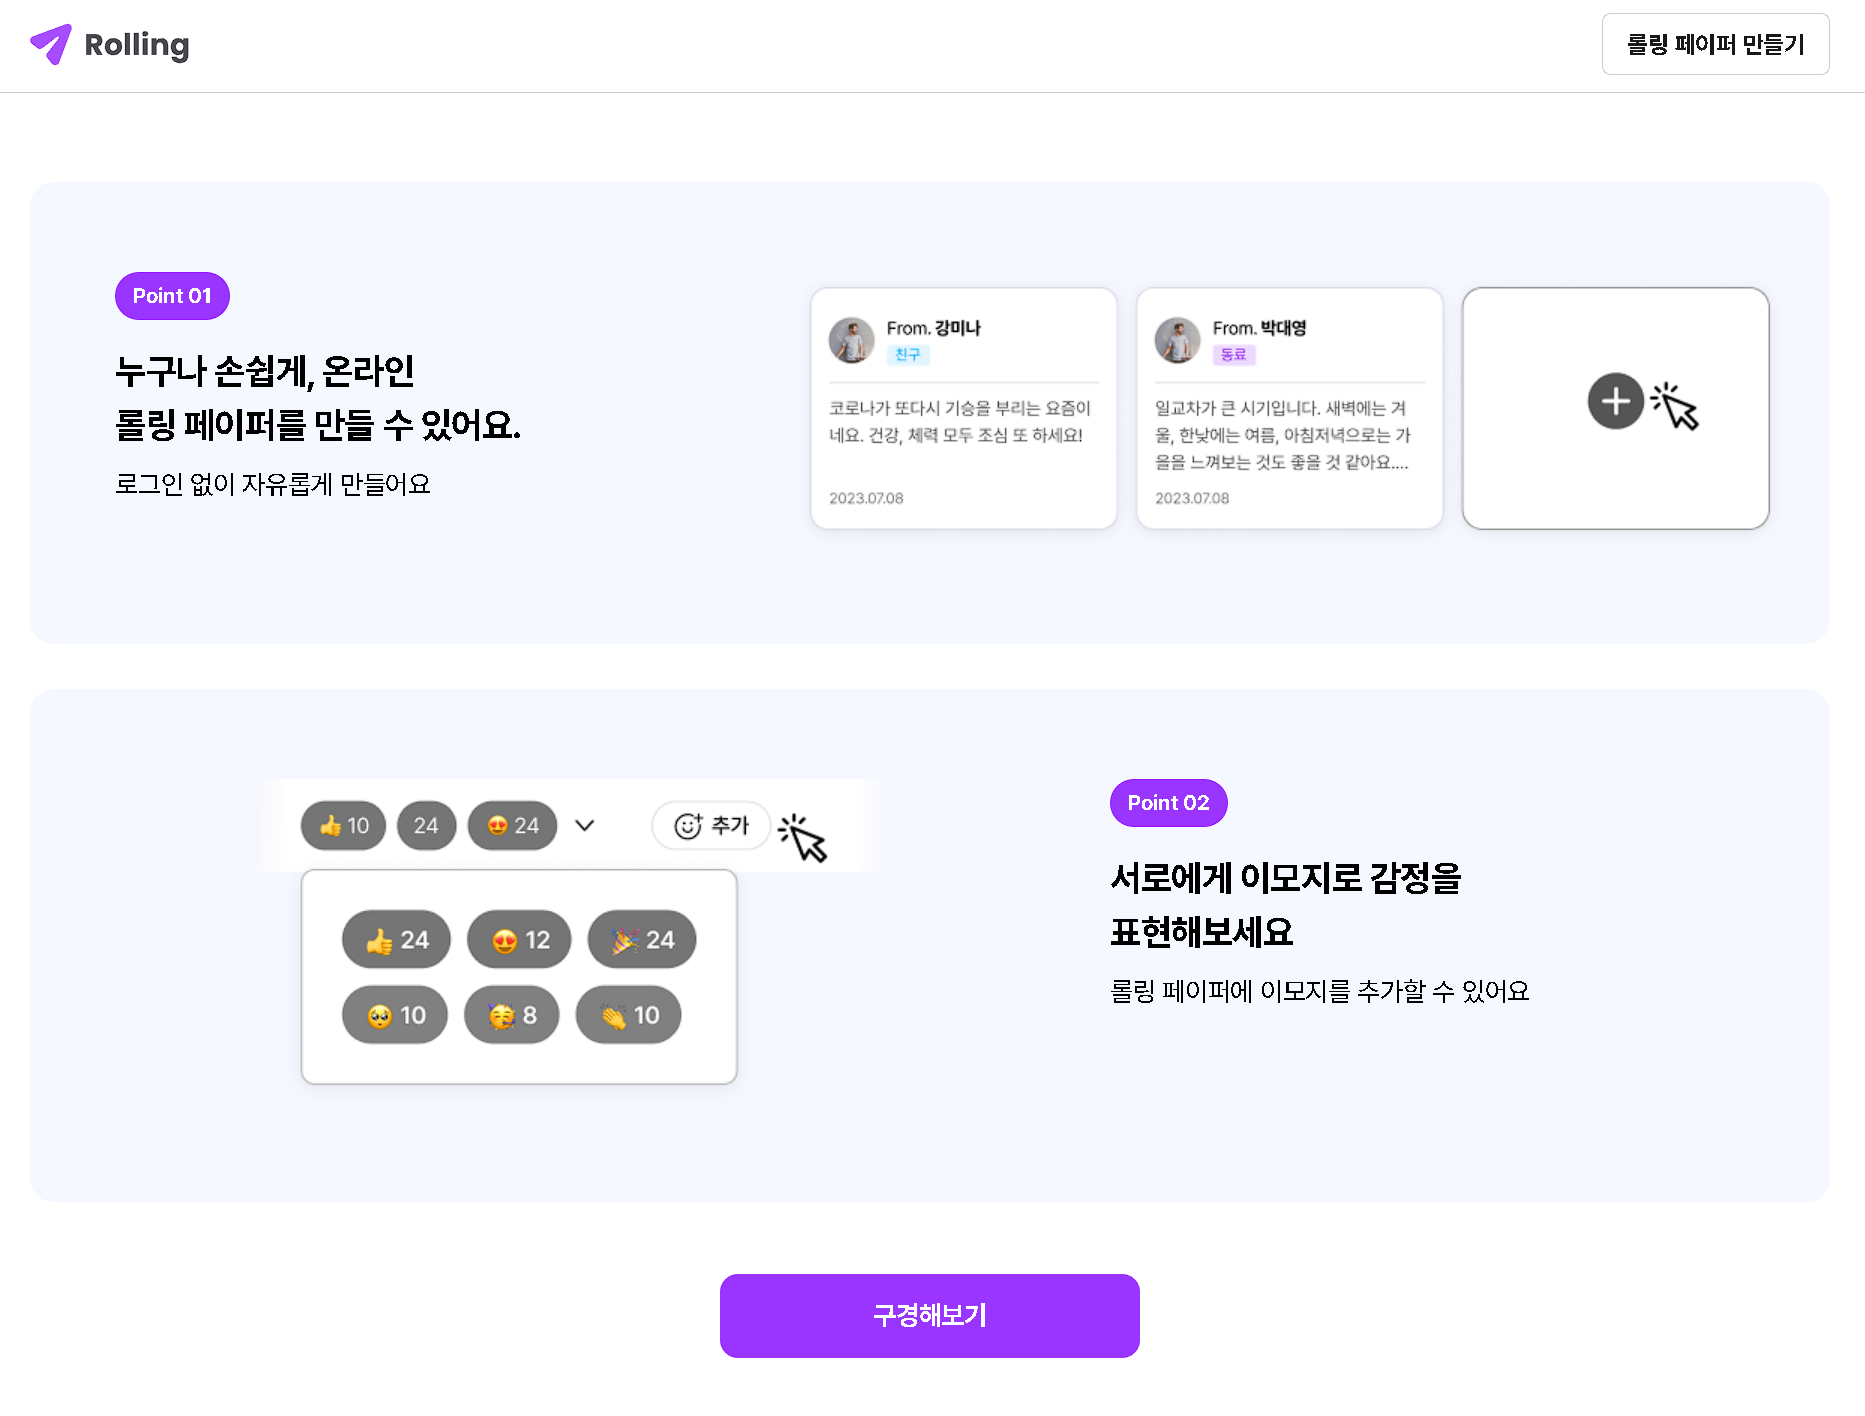 Rolling
롤링 페이퍼 만들기
Point 01
누구나 손쉽게, 온라인
롤링 페이퍼를 만들 수 있어요.
로그인 없이 자유롭게 만들어요
From. 강미나
친구
코로나가 또다시 기승을 부리는 요즘이
네요. 건강, 체력 모두 조심 또 하세요!
2023.07.08
From. 박대영
동료
일교차가 큰 시기입니다. 새벽에는 겨
울, 한낮에는 여름, 아침저녁으로는 가
을을 느껴보는 것도 좋을 것 같아요....
2023.07.08
👍 10 24 😍 24 추가
👍 24 😍 12 🎉 24
🥺 10 🥳 8 👏 10
Point 02
서로에게 이모지로 감정을
표현해보세요
롤링 페이퍼에 이모지를 추가할 수 있어요
구경해보기